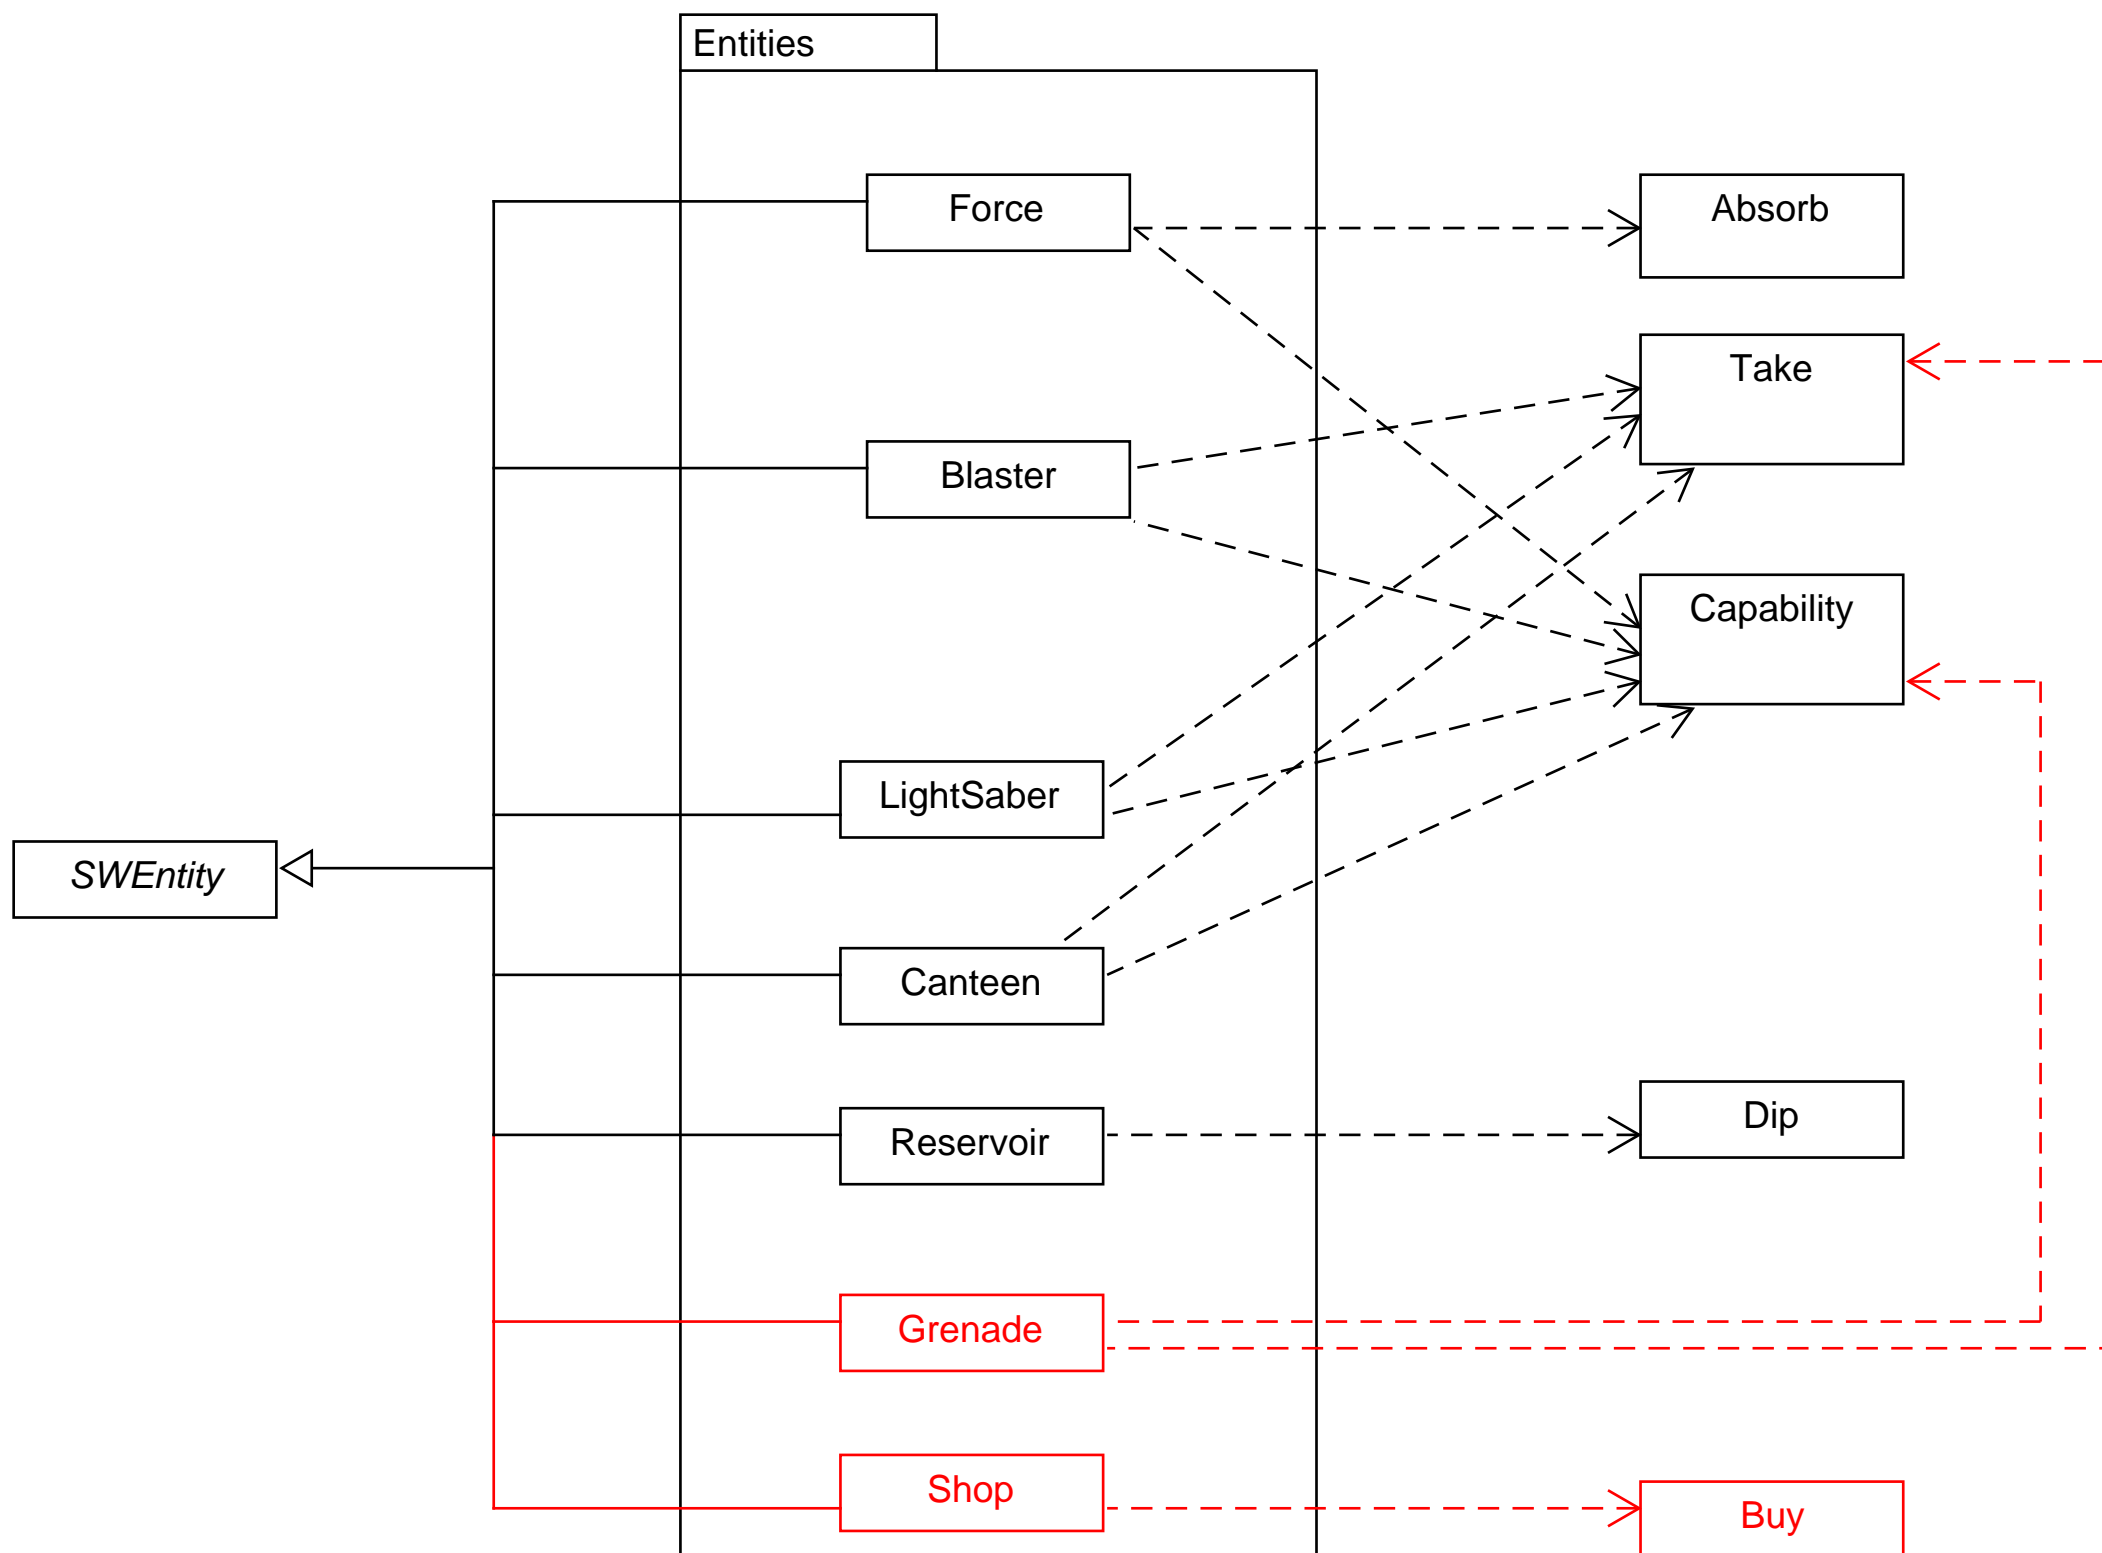 Entities
Force
Absorb
Take
Blaster
Capability
LightSaber
SWEntity
Canteen
Dip
Reservoir
Grenade
Shop
Buy